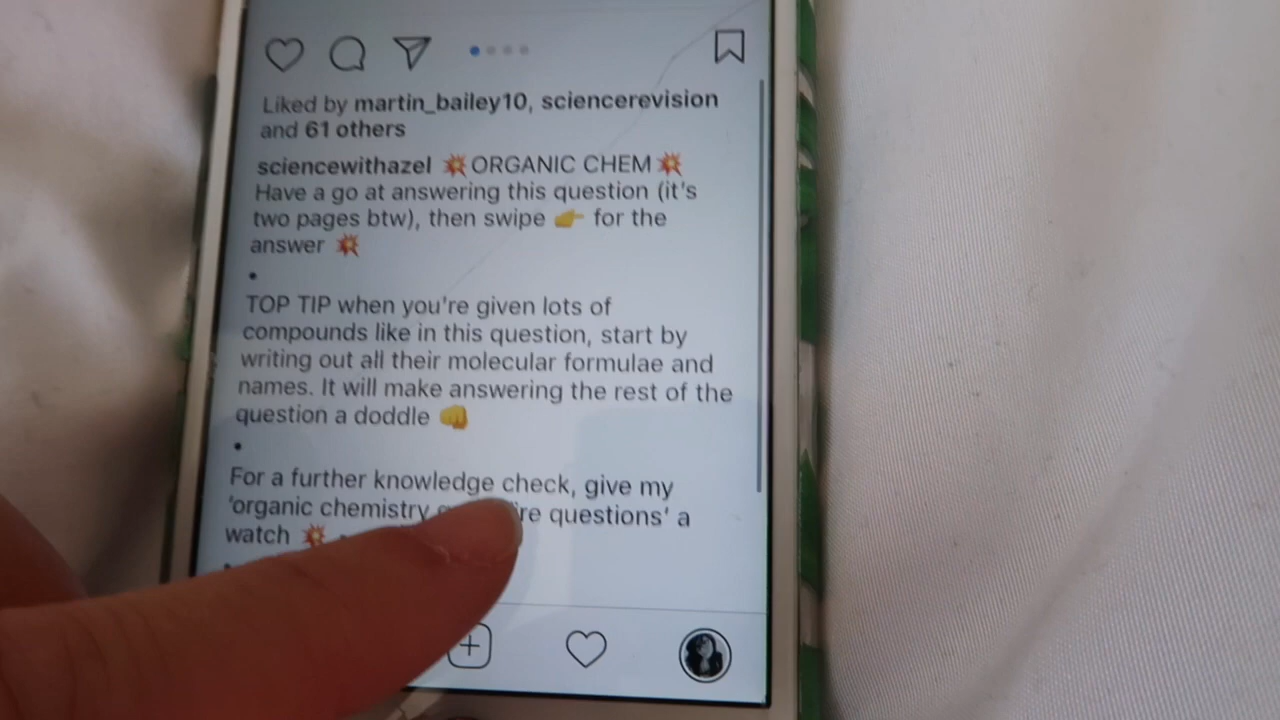 Liked by martin_bailey10, sciencerevision
and 61 others
sciencewithazel 💥 ORGANIC CHEM 💥
Have a go at answering this question (it's
two pages btw), then swipe 👉 for the
answer 💥
•
TOP TIP when you're given lots of
compounds like in this question, start by
writing out all their molecular formulae and
names. It will make answering the rest of the
question a doddle 👊
•
For a further knowledge check, give my
'organic chemistry questions' a
watch 💥